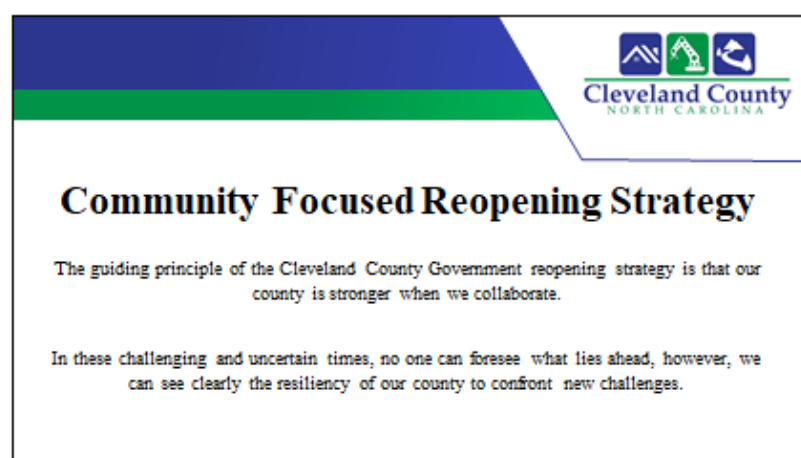 Cleveland County
NORTH CAROLINA
Community Focused Reopening Strategy
The guiding principle of the Cleveland County Government reopening strategy is that our
county is stronger when we collaborate.
In these challenging and uncertain times, no one can foresee what lies ahead, however, we
can see clearly the resiliency of our county to confront new challenges.